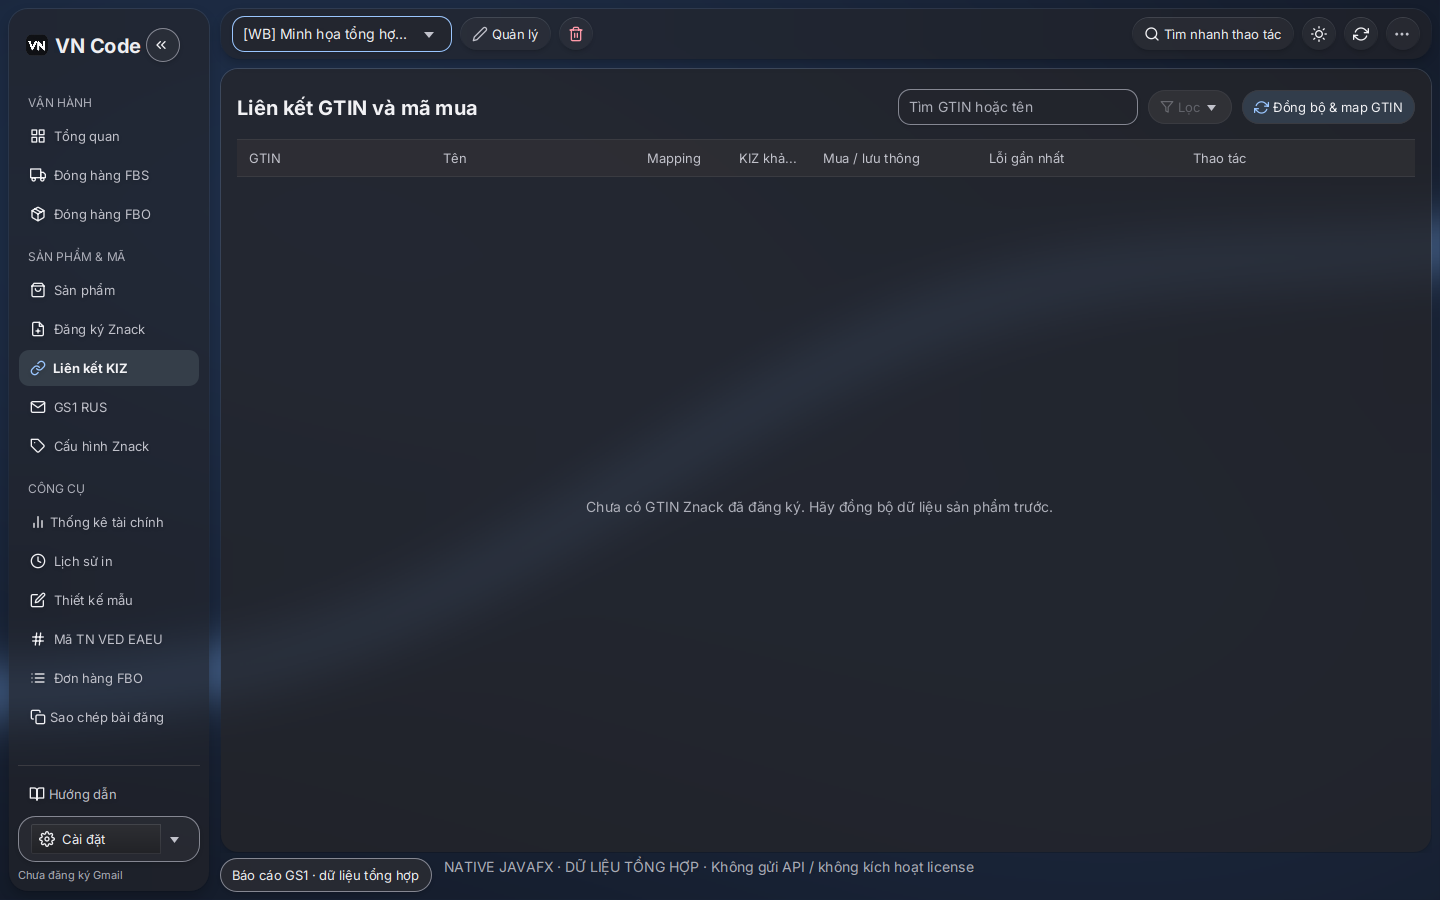 VN VN Code
VẬN HÀNH
Tổng quan
Đóng hàng FBS
Đóng hàng FBO
SẢN PHẨM & MÃ
Sản phẩm
Đăng ký Znack
Liên kết KIZ
GS1 RUS
Cấu hình Znack
CÔNG CỤ
Thống kê tài chính
Lịch sử in
Thiết kế mẫu
Mã TN VED EAEU
Đơn hàng FBO
Sao chép bài đăng
Hướng dẫn
Cài đặt
Chưa đăng ký Gmail
[WB] Minh họa tổng hợ... Quản lý Tìm nhanh thao tác
Liên kết GTIN và mã mua Tìm GTIN hoặc tên Lọc Đồng bộ & map GTIN
GTIN Tên Mapping KIZ khả... Mua / lưu thông Lỗi gần nhất Thao tác
Chưa có GTIN Znack đã đăng ký. Hãy đồng bộ dữ liệu sản phẩm trước.
Báo cáo GS1 · dữ liệu tổng hợp NATIVE JAVAFX · DỮ LIỆU TỔNG HỢP · Không gửi API / không kích hoạt license